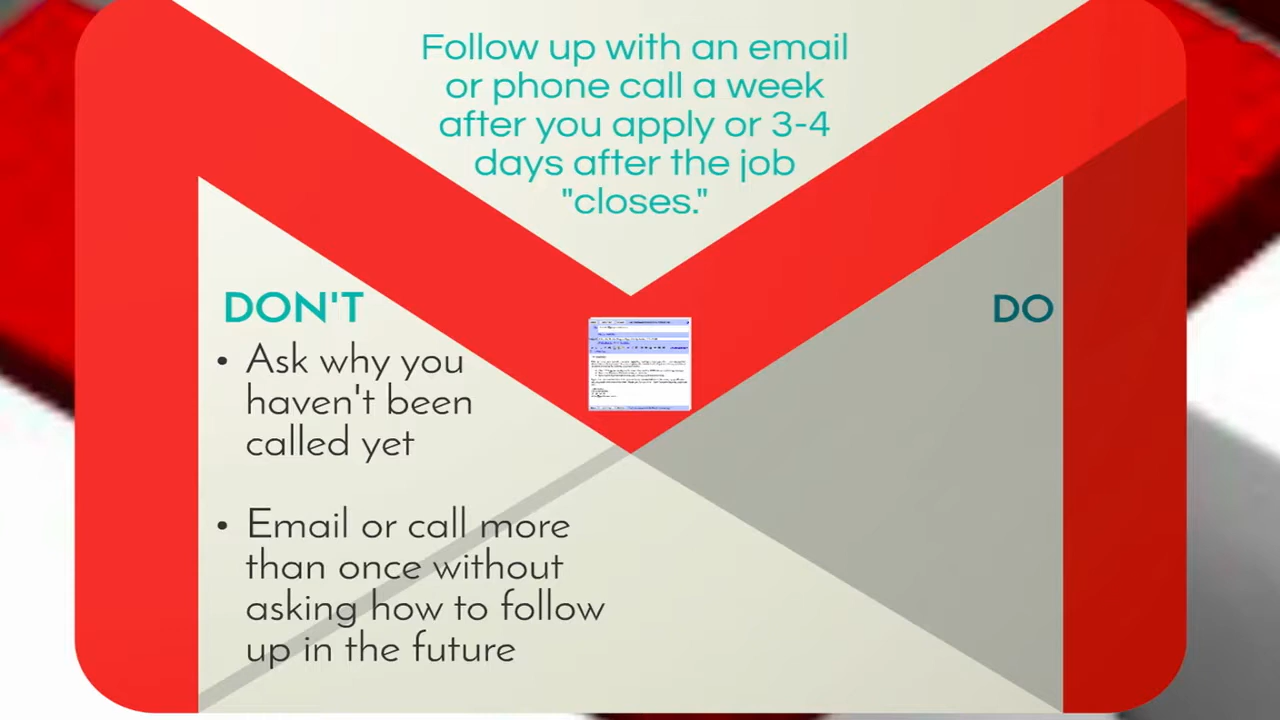 Follow up with an email
or phone call a week
after you apply or 3-4
days after the job
"closes."
DON'T
• Ask why you
haven't been
called yet
• Email or call more
than once without
asking how to follow
up in the future
DO